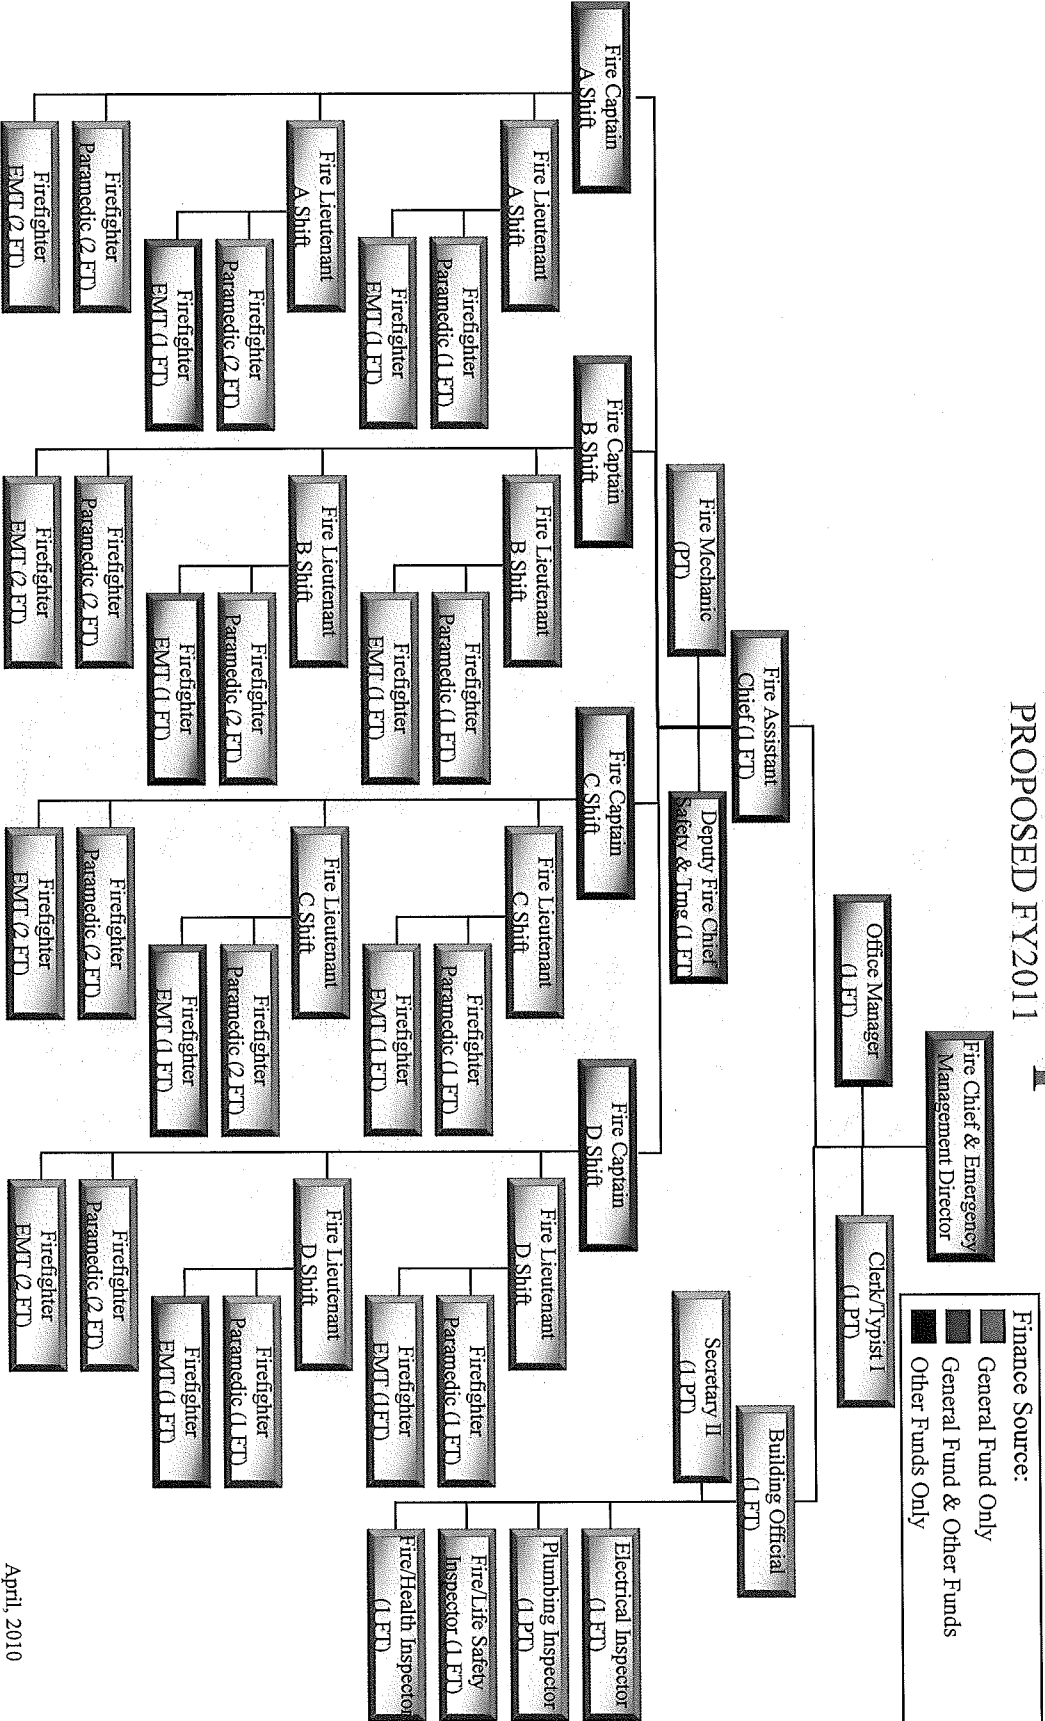 PROPOSED FY2011
Finance Source:
General Fund Only
General Fund & Other Funds
Other Funds Only
Fire Chief & Emergency
Management Director
Office Manager
(1 FT)
Clerk/Typist I
(1 PT)
Fire Assistant
Chief (1 FT)
Building Official
(1 FT)
Fire Mechanic
(PT)
Deputy Fire Chief
Safety & Trng (1 FT)
Secretary II
(1 PT)
Electrical Inspector
(1 FT)
Plumbing Inspector
(1 PT)
Fire/Life Safety
Inspector (1 FT)
Fire/Health Inspector
(1 FT)
Fire Captain
A Shift
Fire Lieutenant
A Shift
Firefighter
Paramedic (1 FT)
Firefighter
EMT (1 FT)
Fire Lieutenant
A Shift
Firefighter
Paramedic (2 FT)
Firefighter
EMT (1 FT)
Firefighter
Paramedic (2 FT)
Firefighter
EMT (2 FT)
Fire Captain
B Shift
Fire Lieutenant
B Shift
Firefighter
Paramedic (1 FT)
Firefighter
EMT (1 FT)
Fire Lieutenant
B Shift
Firefighter
Paramedic (2 FT)
Firefighter
EMT (1 FT)
Firefighter
Paramedic (2 FT)
Firefighter
EMT (2 FT)
Fire Captain
C Shift
Fire Lieutenant
C Shift
Firefighter
Paramedic (1 FT)
Firefighter
EMT (1 FT)
Fire Lieutenant
C Shift
Firefighter
Paramedic (2 FT)
Firefighter
EMT (1 FT)
Firefighter
Paramedic (2 FT)
Firefighter
EMT (2 FT)
Fire Captain
D Shift
Fire Lieutenant
D Shift
Firefighter
Paramedic (1 FT)
Firefighter
EMT (1FT)
Fire Lieutenant
D Shift
Firefighter
Paramedic (1 FT)
Firefighter
EMT (1 FT)
Firefighter
Paramedic (2 FT)
Firefighter
EMT (2 FT)
April, 2010